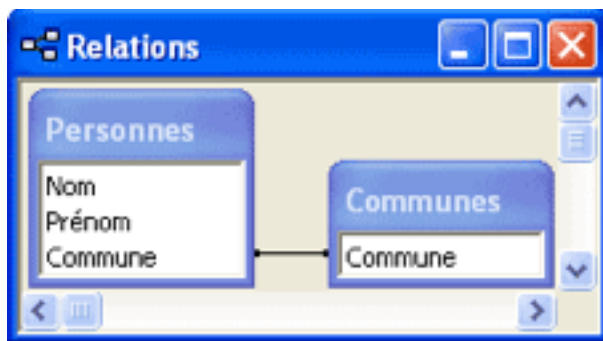 Relations
Personnes
Nom
Prénom
Commune
Communes
Commune